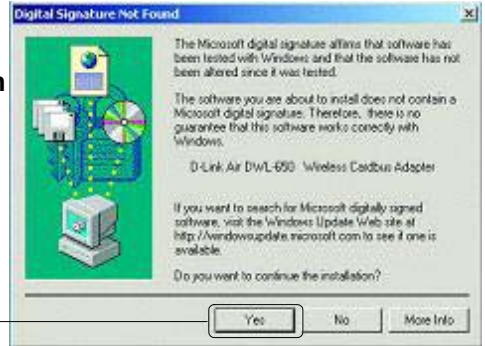 Digital Signature Not Found
The Microsoft digital signature affirms that software has
been tested with Windows and that the software has not
been altered since it was tested.
The software you are about to install does not contain a
Microsoft digital signature. Therefore, there is no
guarantee that this software works correctly with
Windows.
D-Link Air DWL-650 Wireless Cardbus Adapter
If you want to search for Microsoft digitally signed
software, visit the Windows Update Web site at
http://windowsupdate.microsoft.com to see if one is
available.
Do you want to continue the installation?
Yes No More Info